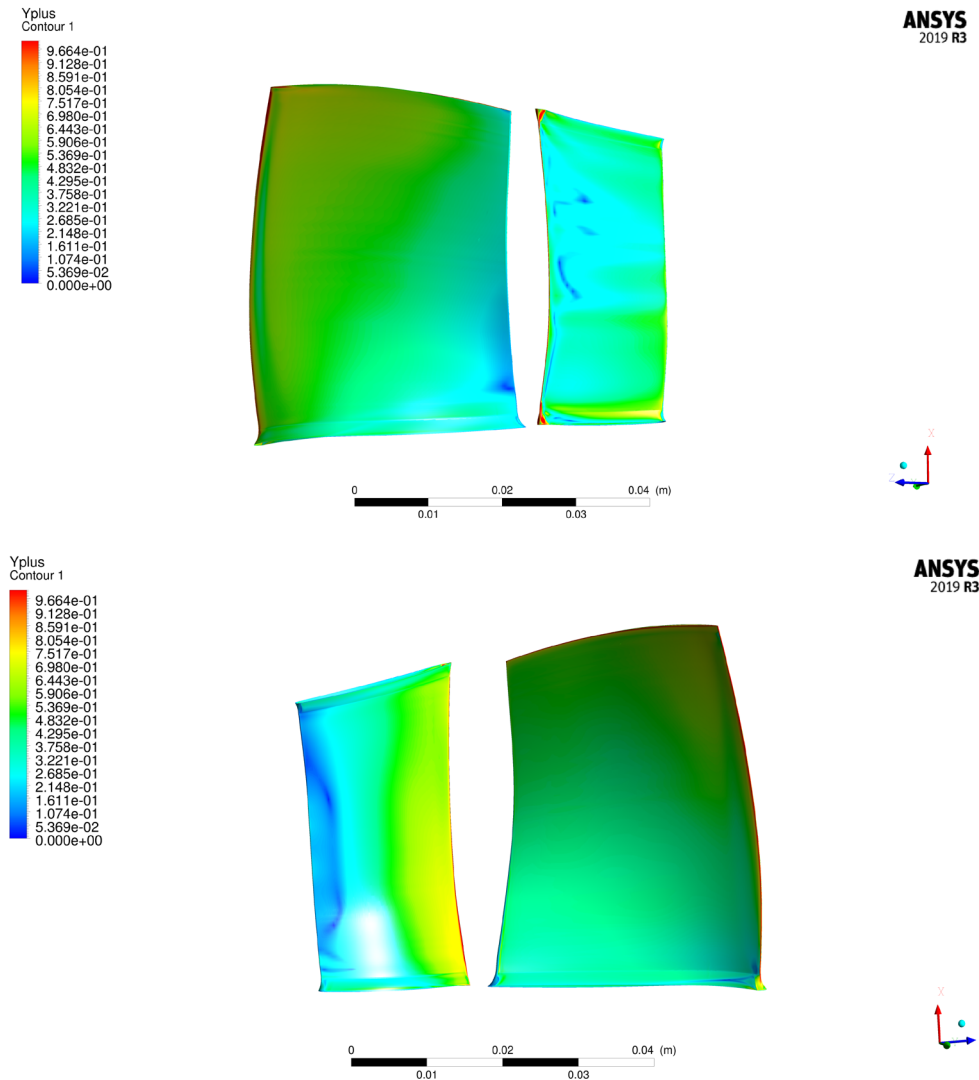 Yplus
Contour 1
ANSYS
2019 R3
9.664e-01
9.128e-01
8.591e-01
8.054e-01
7.517e-01
6.980e-01
6.443e-01
5.906e-01
5.369e-01
4.832e-01
4.295e-01
3.758e-01
3.221e-01
2.685e-01
2.148e-01
1.611e-01
1.074e-01
5.369e-02
0.000e+00
X
Z
0 0.02 0.04 (m)
0.01 0.03
Yplus
Contour 1
ANSYS
2019 R3
9.664e-01
9.128e-01
8.591e-01
8.054e-01
7.517e-01
6.980e-01
6.443e-01
5.906e-01
5.369e-01
4.832e-01
4.295e-01
3.758e-01
3.221e-01
2.685e-01
2.148e-01
1.611e-01
1.074e-01
5.369e-02
0.000e+00
X
0 0.02 0.04 (m)
0.01 0.03